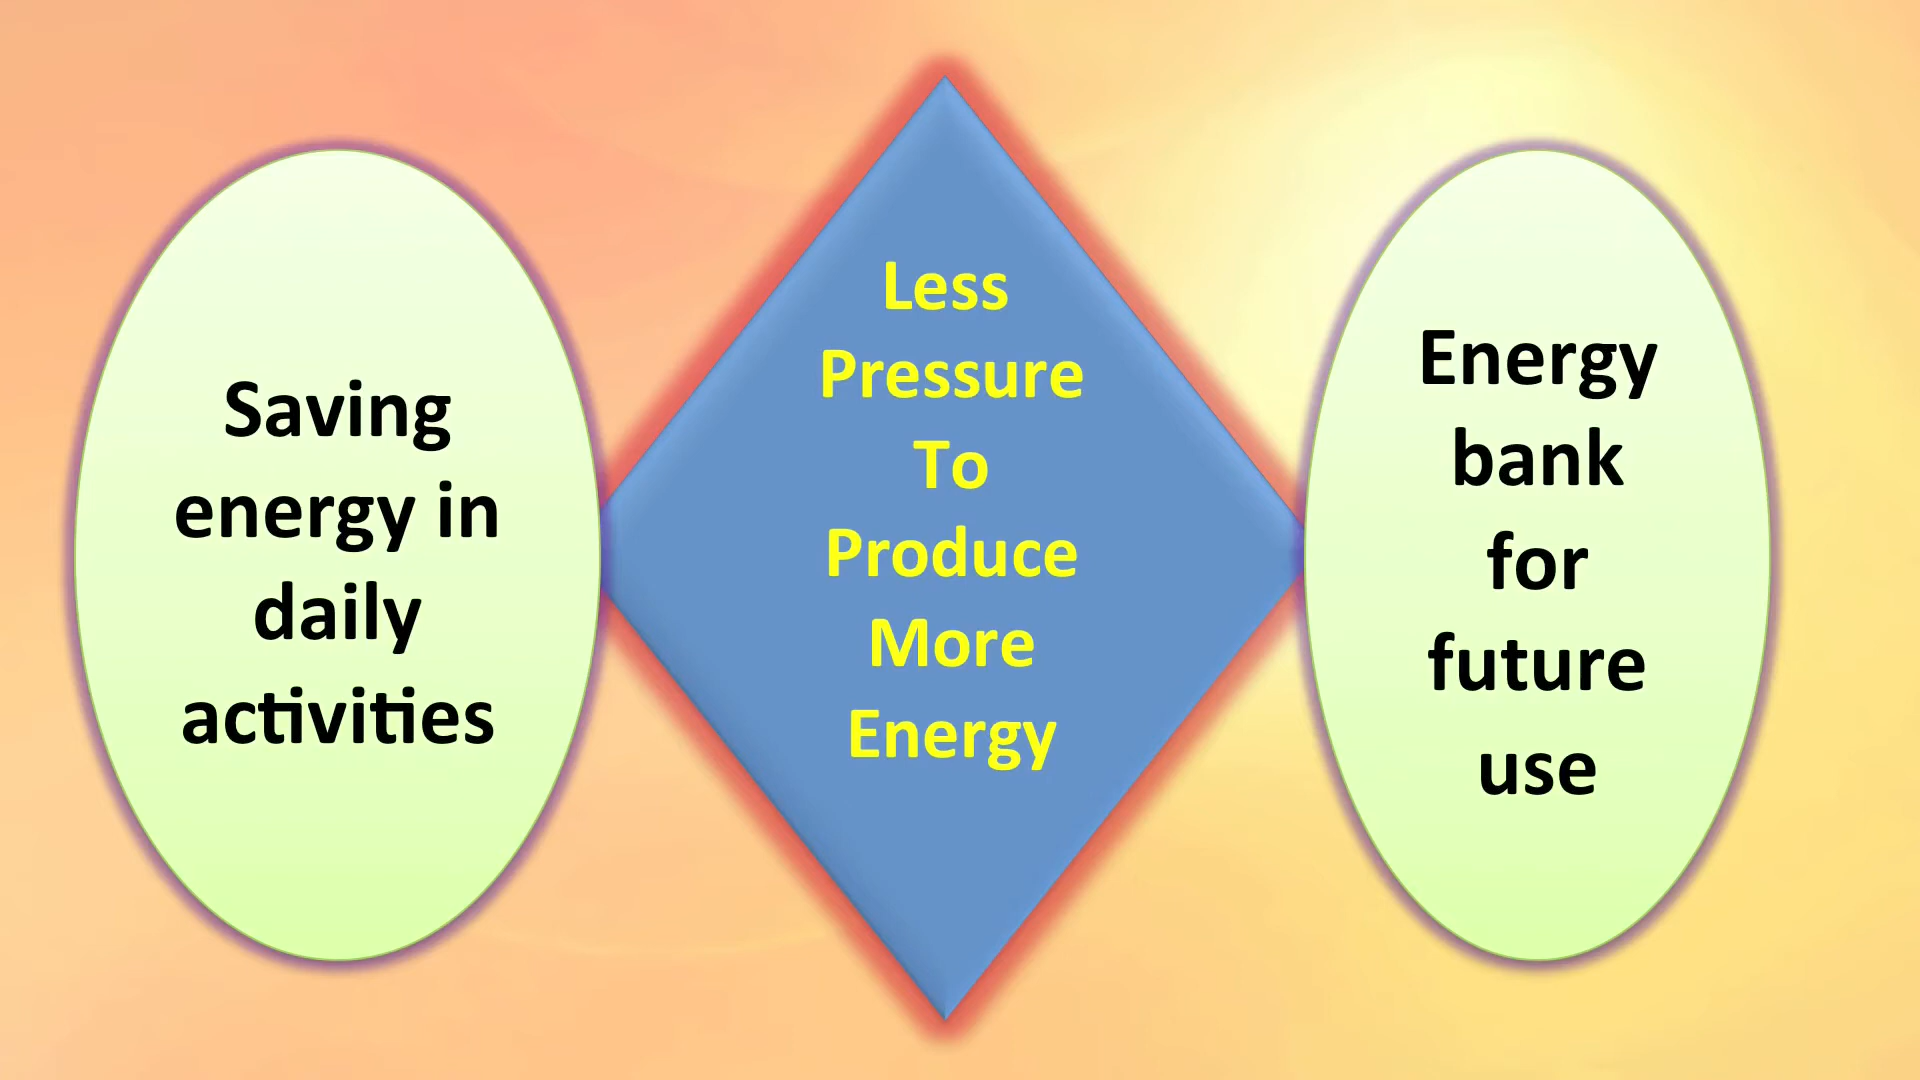 Saving
energy in
daily
activities
Less
Pressure
To
Produce
More
Energy
Energy
bank
for
future
use